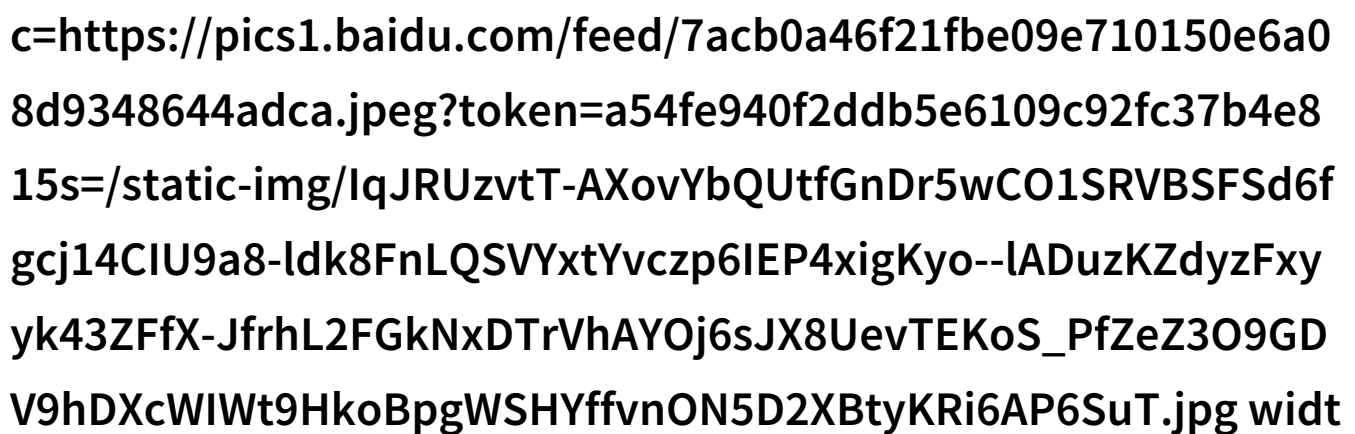 c=https://pics1.baidu.com/feed/7acb0a46f21fbe09e710150e6a0
8d9348644adca.jpeg?token=a54fe940f2ddb5e6109c92fc37b4e8
15s=/static-img/IqJRUzvtT-AXovYbQUtfGnDr5wCO1SRVBSFSd6f
gcj14CIU9a8-ldk8FnLQSVYxtYvczp6IEP4xigKyo--lADuzKZdyzFxy
yk43ZFfX-JfrhL2FGkNxDTrVhAYOj6sJX8UevTEKoS_PfZeZ3O9GD
V9hDXcWIWt9HkoBpgWSHYffvnON5D2XBtyKRi6AP6SuT.jpg widt